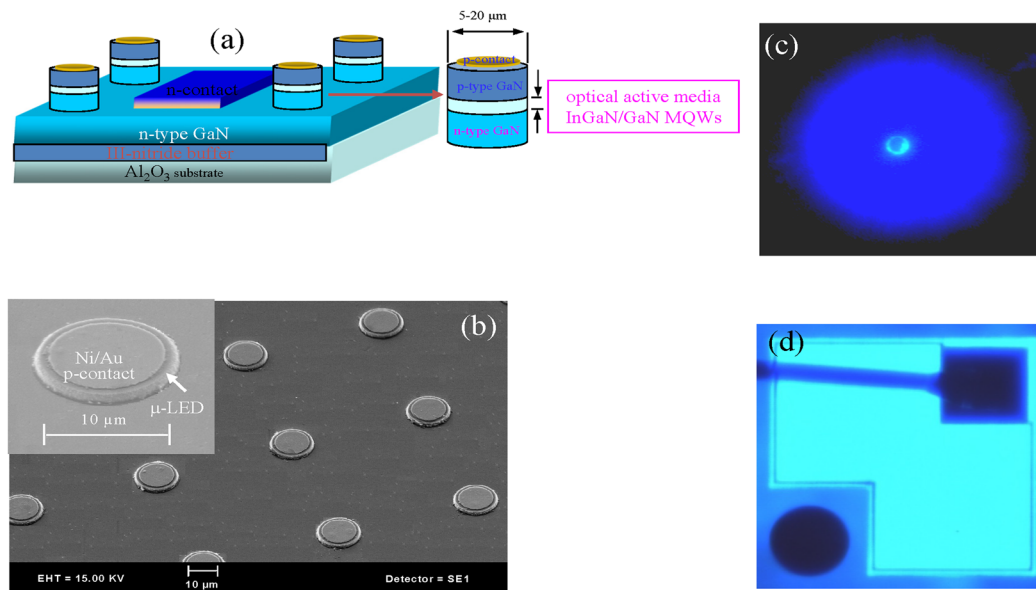 (a)
n-contact
n-type GaN
III-nitride buffer
Al₂O₃ substrate
5-20 μm
p-contact
p-type GaN
n-type GaN
optical active media
InGaN/GaN MQWs
(c)
(b)
Ni/Au
p-contact
μ-LED
10 μm
EHT = 15.00 KV
10 μm
Detector = SE1
(d)